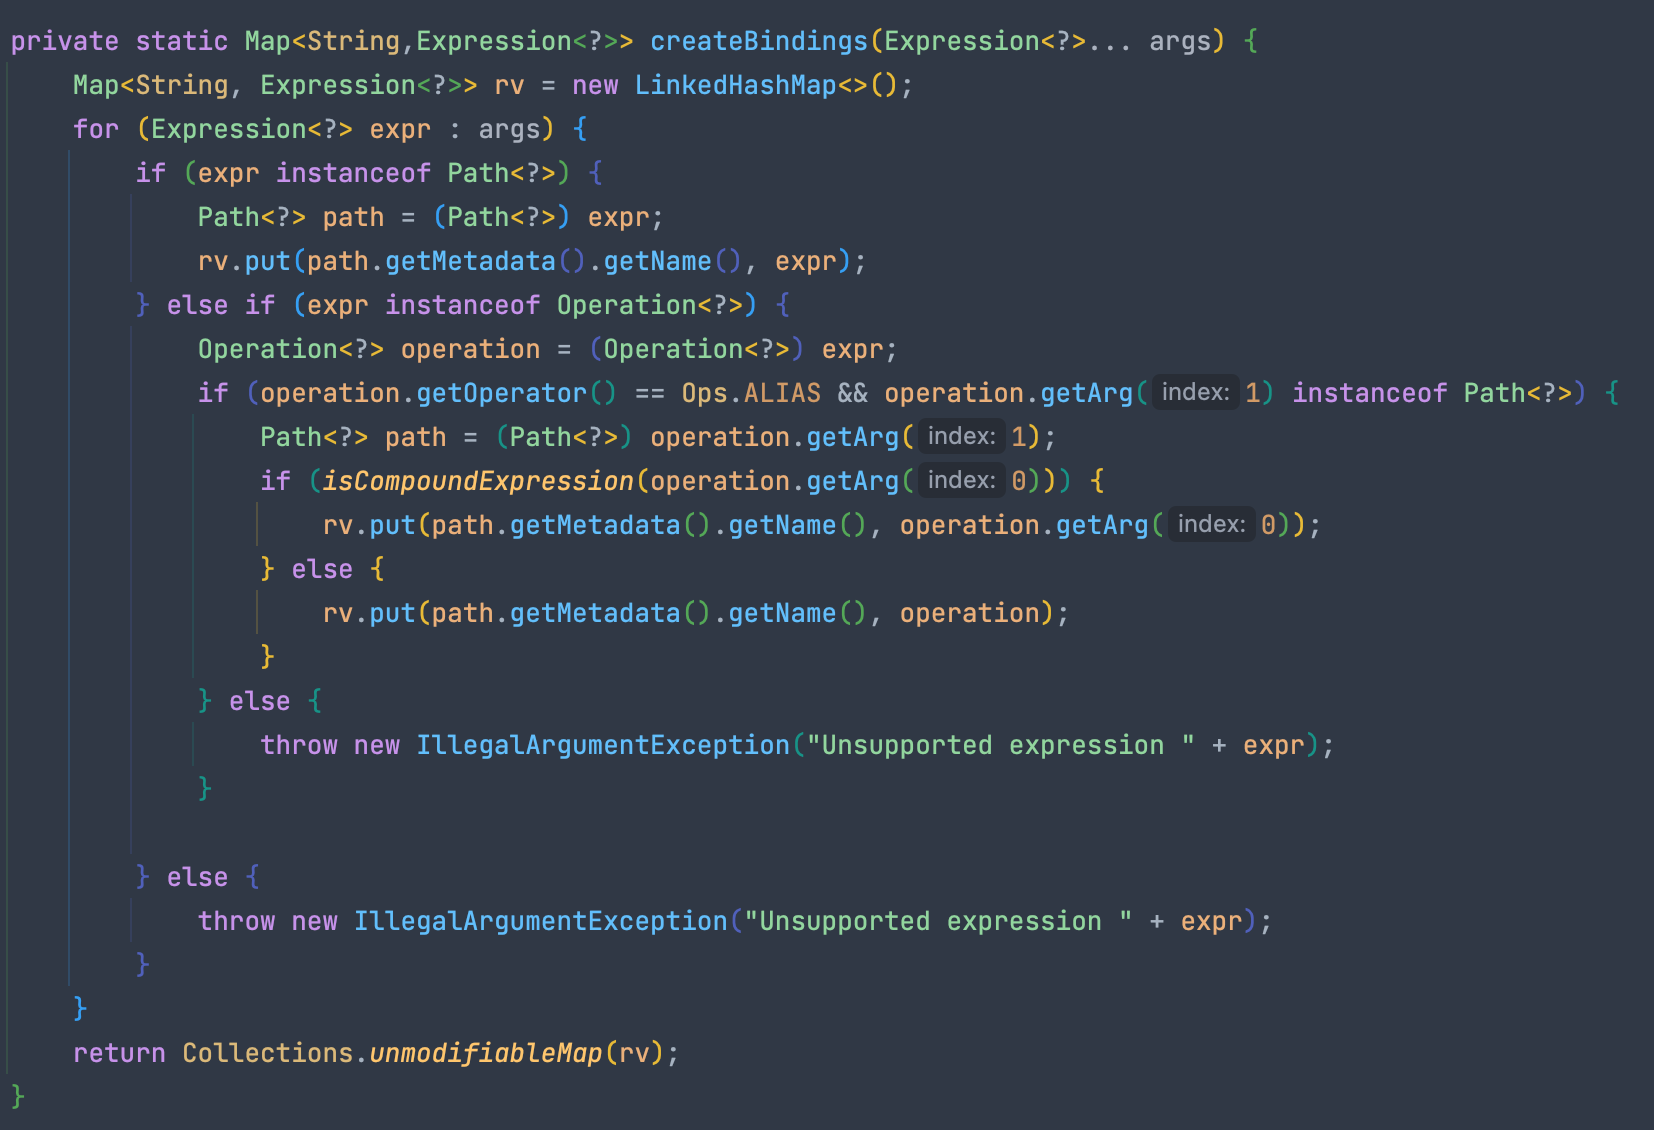 private static Map<String,Expression<?>> createBindings(Expression<?>... args) {
    Map<String, Expression<?>> rv = new LinkedHashMap<>();
    for (Expression<?> expr : args) {
        if (expr instanceof Path<?>) {
            Path<?> path = (Path<?>) expr;
            rv.put(path.getMetadata().getName(), expr);
        } else if (expr instanceof Operation<?>) {
            Operation<?> operation = (Operation<?>) expr;
            if (operation.getOperator() == Ops.ALIAS && operation.getArg( index: 1) instanceof Path<?>) {
                Path<?> path = (Path<?>) operation.getArg( index: 1);
                if (isCompoundExpression(operation.getArg( index: 0))) {
                    rv.put(path.getMetadata().getName(), operation.getArg( index: 0));
                } else {
                    rv.put(path.getMetadata().getName(), operation);
                }
            } else {
                throw new IllegalArgumentException("Unsupported expression " + expr);
            }

        } else {
            throw new IllegalArgumentException("Unsupported expression " + expr);
        }
    }
    return Collections.unmodifiableMap(rv);
}